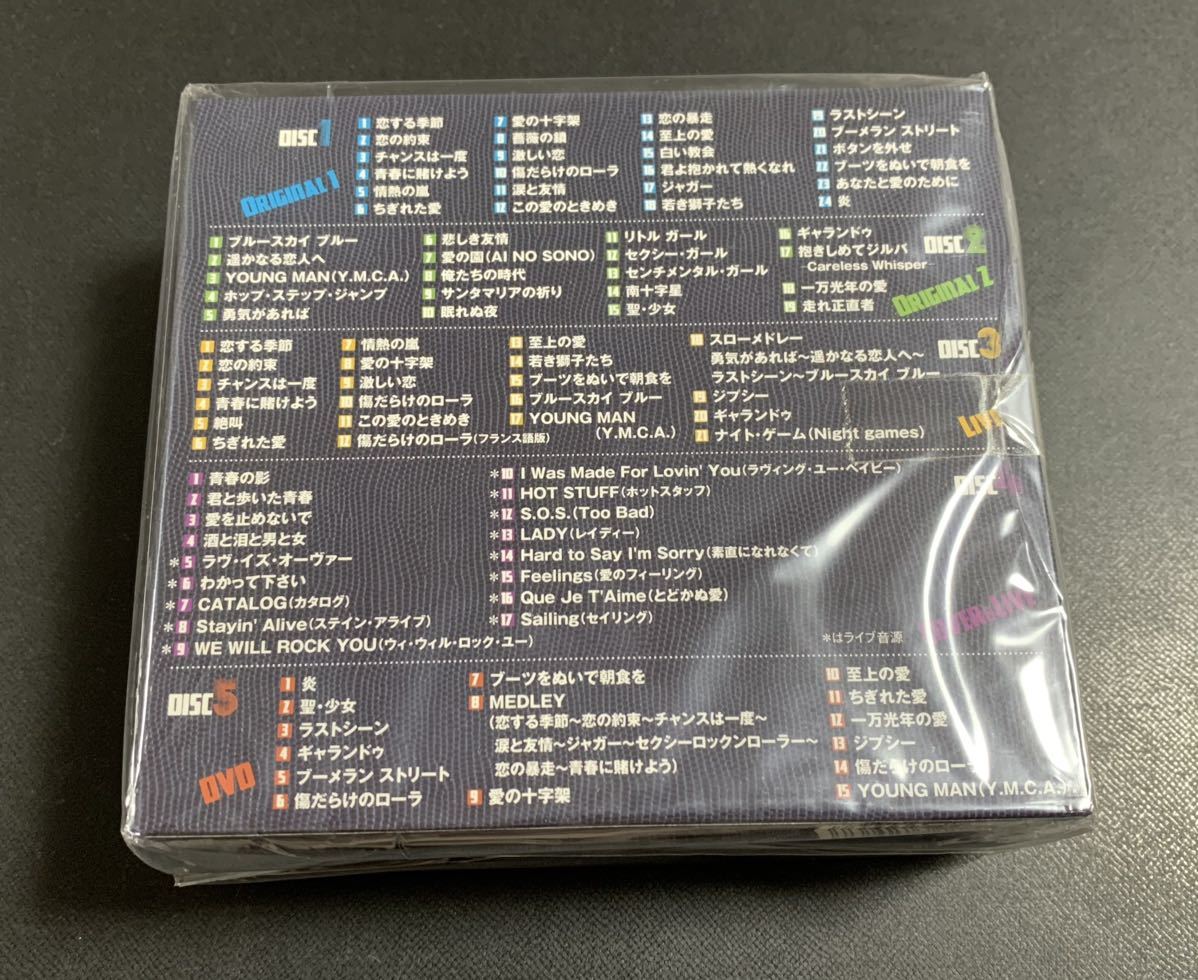 DISC1
ORIGINAL 1
1 恋する季節
2 恋の約束
3 チャンスは一度
4 青春に賭けよう
5 情熱の嵐
6 ちぎれた愛
7 愛の十字架
8 薔薇の鎖
9 激しい恋
10 傷だらけのローラ
11 涙と友情
12 この愛のときめき
13 恋の暴走
14 至上の愛
15 白い教会
16 君よ抱かれて熱くなれ
17 ジャガー
18 若き獅子たち
19 ラストシーン
20 ブーメラン ストリート
21 ボタンを外せ
22 ブーツをぬいで朝食を
23 あなたと愛のために
24 炎
DISC2
ORIGINAL 2
1 ブルースカイ ブルー
2 遥かなる恋人へ
3 YOUNG MAN(Y.M.C.A.)
4 ホップ・ステップ・ジャンプ
5 勇気があれば
6 悲しき友情
7 愛の園(AI NO SONO)
8 俺たちの時代
9 サンタマリアの祈り
10 眠れぬ夜
11 リトル ガール
12 セクシー・ガール
13 センチメンタル・ガール
14 南十字星
15 聖・少女
16 ギャランドゥ
17 抱きしめてジルバ
-Careless Whisper-
18 一万光年の愛
19 走れ正直者
DISC3
LIVE
1 恋する季節
2 恋の約束
3 チャンスは一度
4 青春に賭けよう
5 絶叫
6 ちぎれた愛
7 情熱の嵐
8 愛の十字架
9 激しい恋
10 傷だらけのローラ
11 この愛のときめき
12 傷だらけのローラ(フランス語版)
13 至上の愛
14 若き獅子たち
15 ブーツをぬいで朝食を
16 ブルースカイ ブルー
17 YOUNG MAN
(Y.M.C.A.)
18 スローメドレー
勇気があれば～遥かなる恋人へ～
ラストシーン～ブルースカイ ブルー
19 ジプシー
20 ギャランドゥ
21 ナイト・ゲーム(Night games)
DISC4
COVER&LIVE
1 青春の影
2 君と歩いた青春
3 愛を止めないで
4 酒と泪と男と女
*5 ラヴ・イズ・オーヴァー
*6 わかって下さい
*7 CATALOG(カタログ)
*8 Stayin' Alive(ステイン・アライブ)
*9 WE WILL ROCK YOU(ウィ・ウィル・ロック・ユー)
*10 I Was Made For Lovin' You(ラヴィング・ユー・ベイビー)
*11 HOT STUFF(ホットスタッフ)
*12 S.O.S.(Too Bad)
*13 LADY(レイディー)
*14 Hard to Say I'm Sorry(素直になれなくて)
*15 Feelings(愛のフィーリング)
*16 Que Je T'Aime(とどかぬ愛)
*17 Sailing(セイリング)
*はライブ音源
DISC5
DVD
1 炎
2 聖・少女
3 ラストシーン
4 ギャランドゥ
5 ブーメラン ストリート
6 傷だらけのローラ
7 ブーツをぬいで朝食を
8 MEDLEY
(恋する季節～恋の約束～チャンスは一度～
涙と友情～ジャガー～セクシーロックンローラー～
恋の暴走～青春に賭けよう)
9 愛の十字架
10 至上の愛
11 ちぎれた愛
12 一万光年の愛
13 ジプシー
14 傷だらけのローラ
15 YOUNG MAN(Y.M.C.A.)